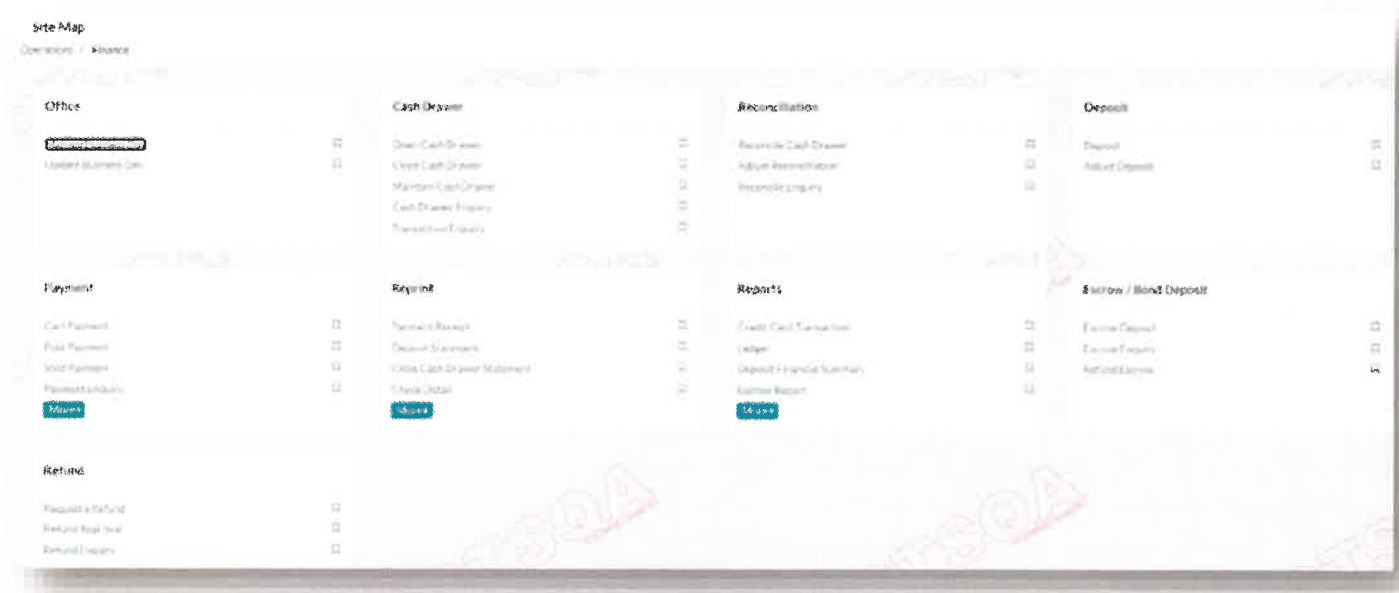 Site Map
Operations / Finance
Office
Update Business Day
Cash Drawer
Open Cash Drawer
Close Cash Drawer
Maintain Cash Drawer
Cash Drawer Enquiry
Transaction Enquiry
Reconciliation
Reconcile Cash Drawer
Adjust Reconciliation
Reconcile Enquiry
Deposit
Deposit
Adjust Deposit
Payment
Cart Payment
Post Payment
Void Payment
Payment Enquiry
More
Reprint
Payment Receipt
Deposit Statement
Close Cash Drawer Statement
Check Detail
More
Reports
Credit Card Transaction
Ledger
Deposit Financial Summary
Escrow Report
More
Escrow / Bond Deposit
Escrow Deposit
Escrow Enquiry
Refund Escrow
Refund
Request a Refund
Refund Approval
Refund Enquiry
TSQA
TSQA